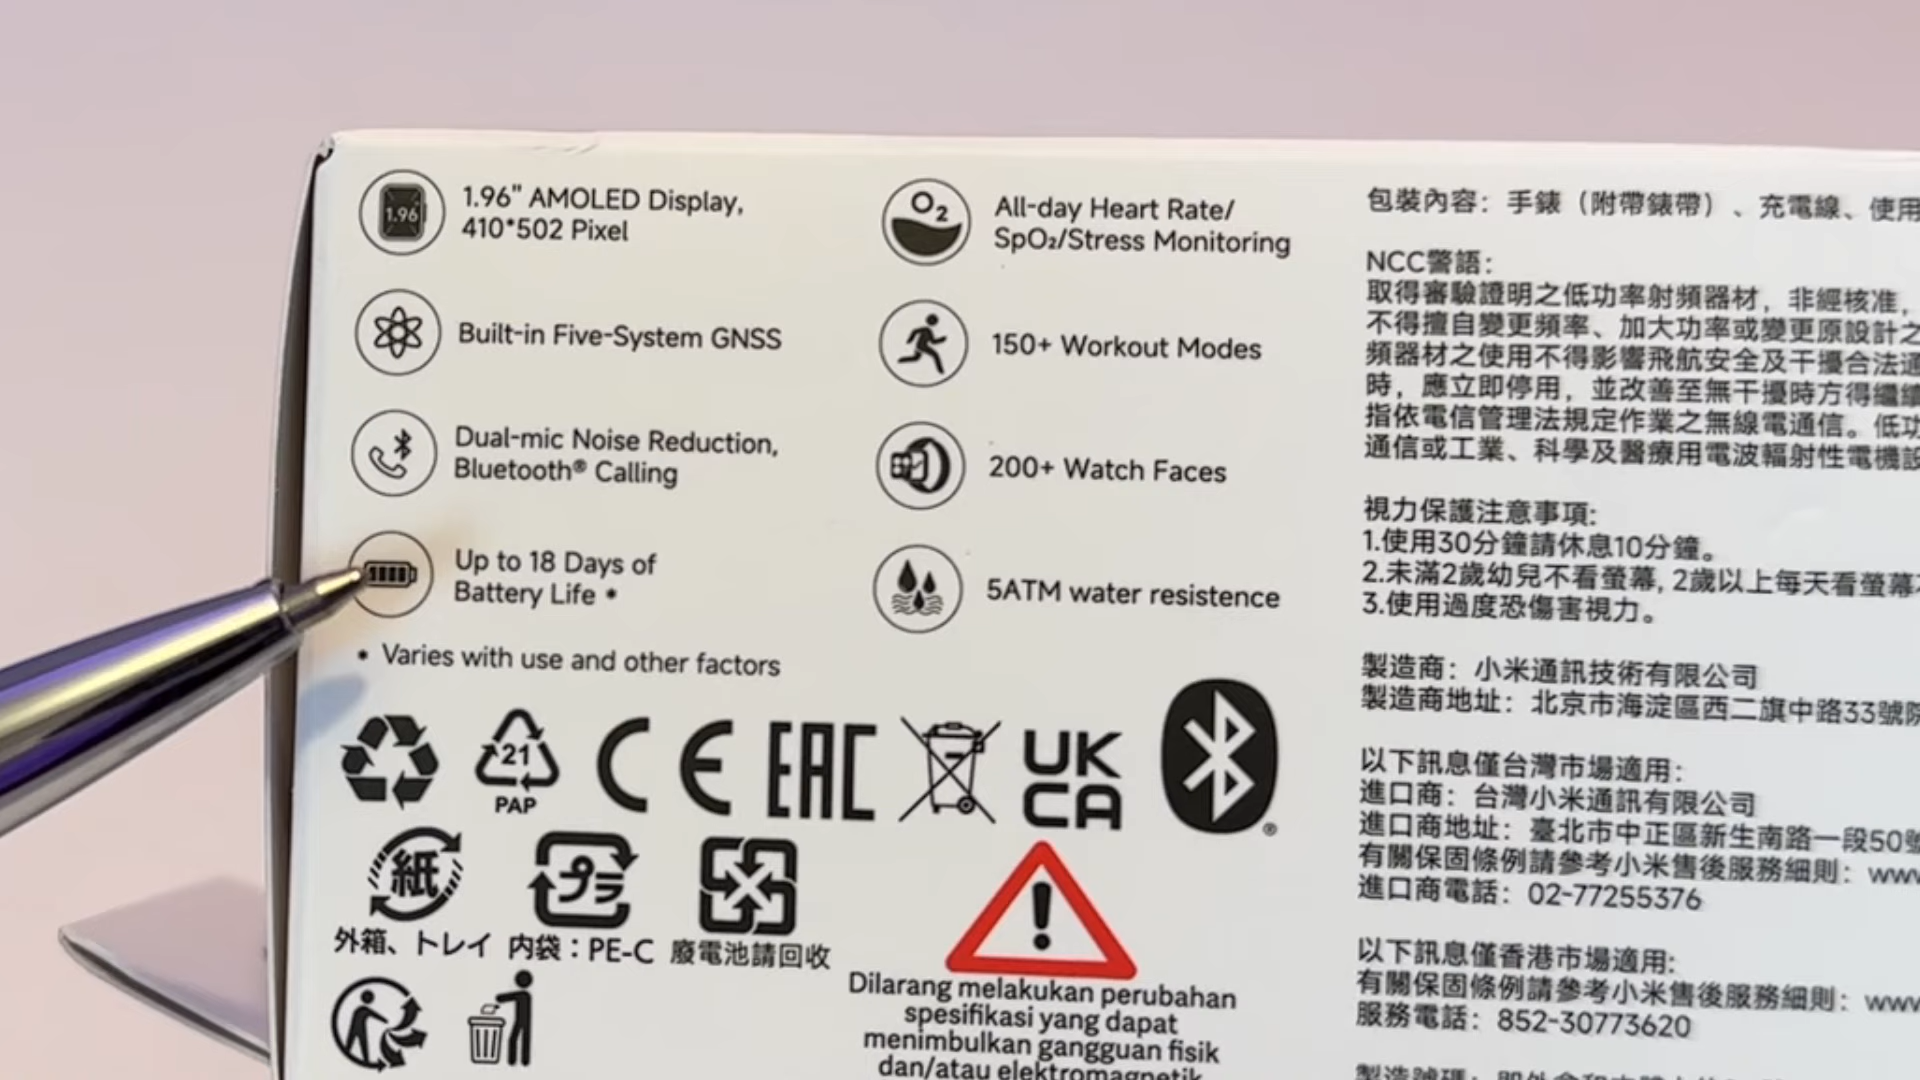 1.96
1.96" AMOLED Display,
410*502 Pixel
Built-in Five-System GNSS
Dual-mic Noise Reduction,
Bluetooth® Calling
Up to 18 Days of
Battery Life •
• Varies with use and other factors
O₂
All-day Heart Rate/
SpO₂/Stress Monitoring
150+ Workout Modes
200+ Watch Faces
5ATM water resistence
21
PAP
CE
EAC
UK
CA
®
紙
プラ
外箱、トレイ
内袋：PE-C
廢電池請回收
Dilarang melakukan perubahan
spesifikasi yang dapat
menimbulkan gangguan fisik
dan/atau elektromagnetik
包裝內容：手錶（附帶錶帶）、充電線、使用
NCC警語：
取得審驗證明之低功率射頻器材，非經核准，
不得擅自變更頻率、加大功率或變更原設計之
頻器材之使用不得影響飛航安全及干擾合法通
時，應立即停用，並改善至無干擾時方得繼續
指依電信管理法規定作業之無線電通信。低功
通信或工業、科學及醫療用電波輻射性電機設
視力保護注意事項：
1.使用30分鐘請休息10分鐘。
2.未滿2歲幼兒不看螢幕, 2歲以上每天看螢幕不
3.使用過度恐傷害視力。
製造商：小米通訊技術有限公司
製造商地址：北京市海淀區西二旗中路33號院
以下訊息僅台灣市場適用：
進口商：台灣小米通訊有限公司
進口商地址：臺北市中正區新生南路一段50號
有關保固條例請參考小米售後服務細則：www
進口商電話：02-77255376
以下訊息僅香港市場適用：
有關保固條例請參考小米售後服務細則：www
服務電話：852-30773620